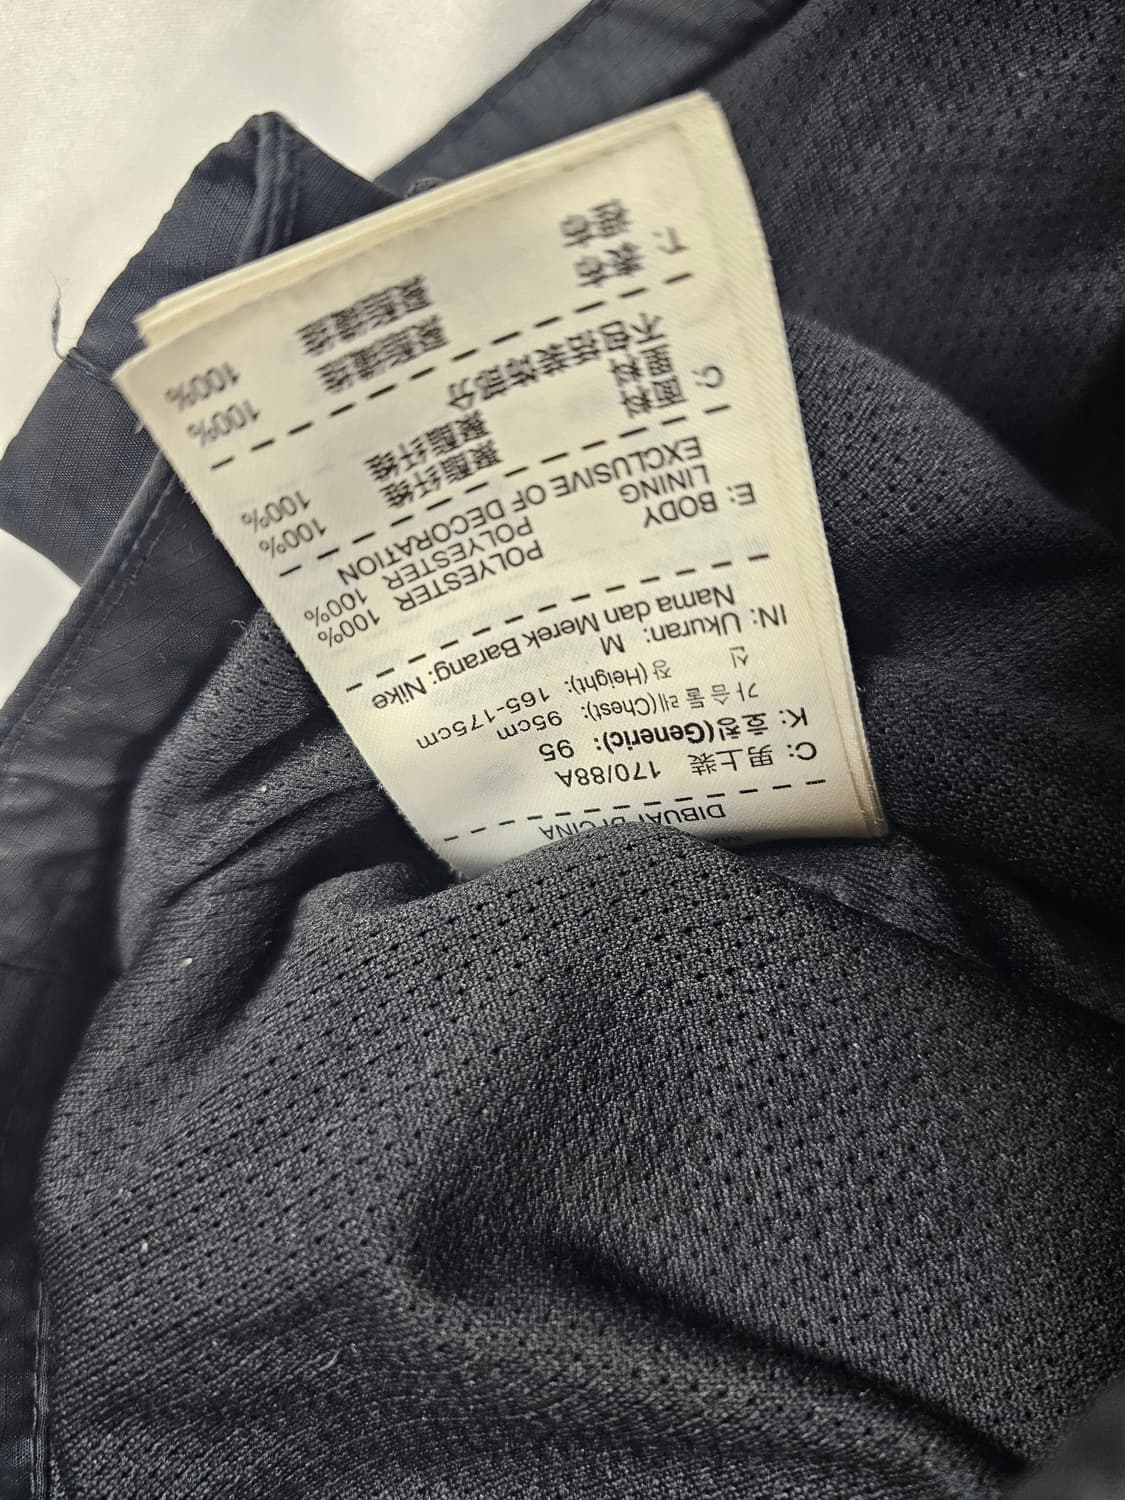 DIBUAT DI CINA
C: 男上装 170/88A
K: 호칭(Generic): 95
가슴둘레(Chest): 95cm
신 장(Height): 165-175cm
IN: Ukuran: M
Nama dan Merek Barang: Nike
E: BODY 100% POLYESTER
LINING 100% POLYESTER
EXCLUSIVE OF DECORATION
C: 面料 100% 聚酯纤维
里料 100% 聚酯纤维
不包括装饰部分
T: 表布 100% 聚酯纖維
裡布 100% 聚酯纖維